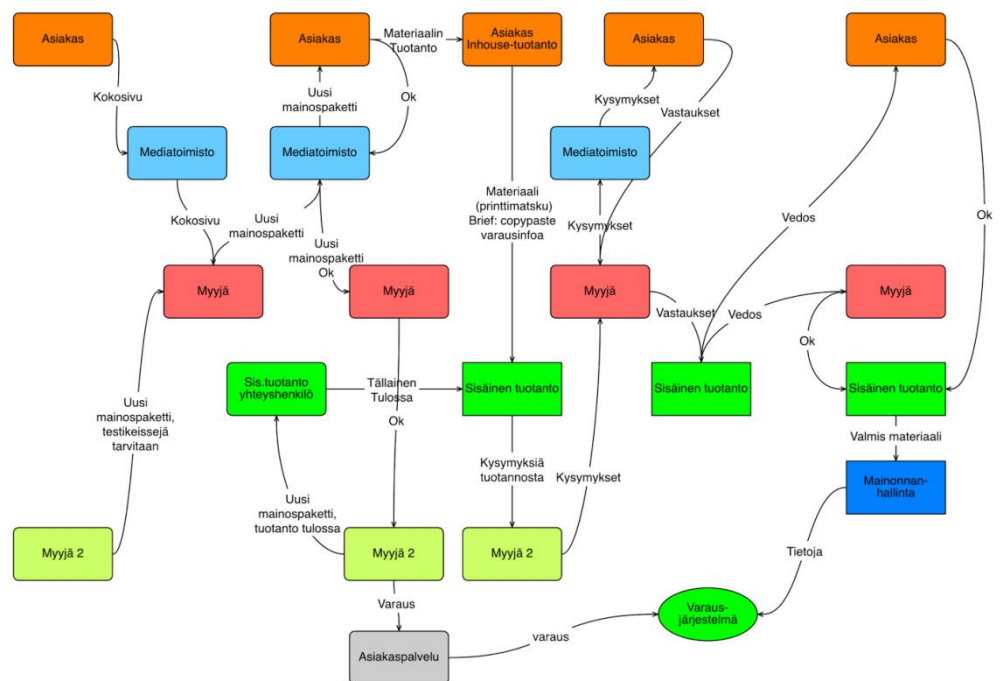 Asiakas
Asiakas
Materiaalin
Tuotanto
Asiakas
Inhouse-tuotanto
Asiakas
Asiakas
Kokosivu
Uusi
mainospaketti
Ok
Kysymykset
Vastaukset
Mediatoimisto
Mediatoimisto
Mediatoimisto
Kokosivu
Uusi
mainospaketti
Uusi
mainospaketti
Ok
Materiaali
(printtimatsku)
Brief: copypaste
varausinfoa
Kysymykset
Vedos
Ok
Myyjä
Myyjä
Myyjä
Myyjä
Vastaukset
Vedos
Ok
Uusi
mainospaketti,
testikeissejä
tarvitaan
Sis.tuotanto
yhteyshenkilö
Tällainen
Tulossa
Ok
Sisäinen tuotanto
Sisäinen tuotanto
Sisäinen tuotanto
Valmis materiaali
Kysymyksiä
tuotannosta
Kysymykset
Mainonnan-
hallinta
Uusi
mainospaketti,
tuotanto tulossa
Myyjä 2
Myyjä 2
Myyjä 2
Tietoja
Varaus
Varaus-
järjestelmä
Asiakaspalvelu
varaus